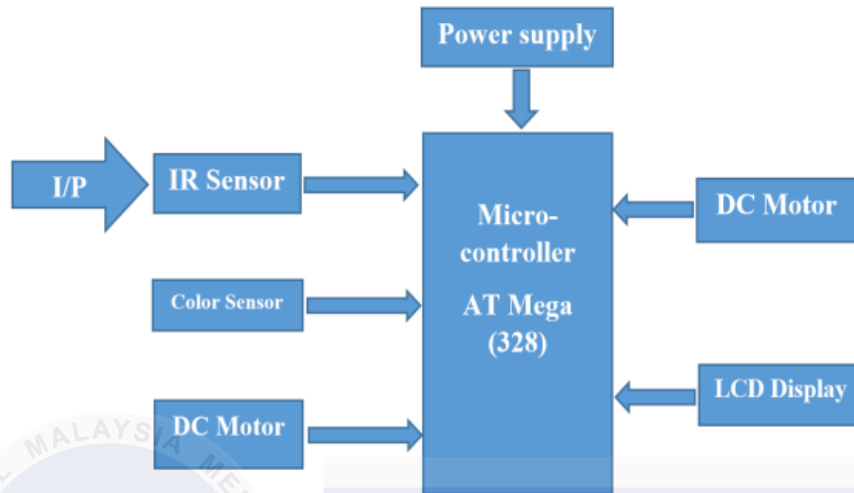 Power supply
I/P
IR Sensor
Color Sensor
DC Motor
Micro-
controller
AT Mega
(328)
DC Motor
LCD Display
MALAYSIA